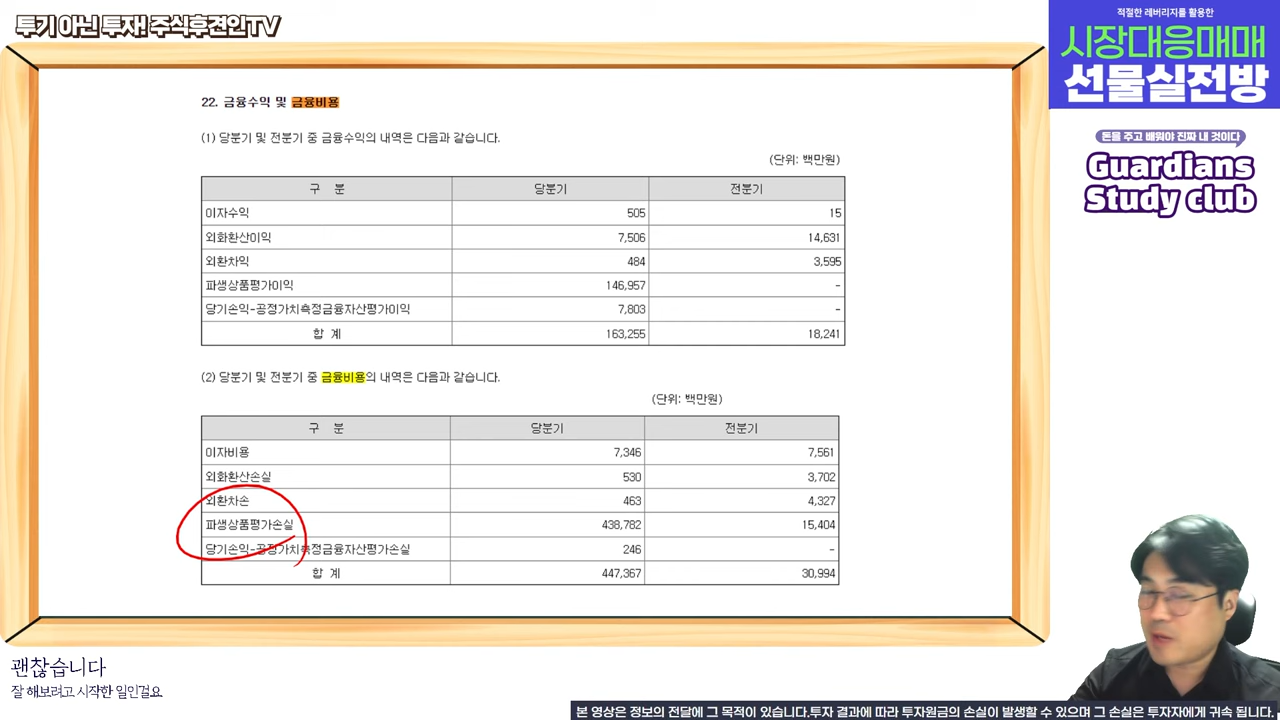 투기 아닌 투재! 주식후견인TV
적절한 레버리지를 활용한
시장대응매매
선물실전방
돈을 주고 배워야 진짜 내 것이다
Guardians
Study club
22. 금융수익 및 금융비용
(1) 당분기 및 전분기 중 금융수익의 내역은 다음과 같습니다.
(단위: 백만원)
구 분 당분기 전분기
이자수익 505 15
외화환산이익 7,506 14,631
외환차익 484 3,595
파생상품평가이익 146,957 -
당기손익-공정가치측정금융자산평가이익 7,803 -
합 계 163,255 18,241
(2) 당분기 및 전분기 중 금융비용의 내역은 다음과 같습니다.
(단위: 백만원)
구 분 당분기 전분기
이자비용 7,346 7,561
외화환산손실 530 3,702
외환차손 463 4,327
파생상품평가손실 438,782 15,404
당기손익-공정가치측정금융자산평가손실 246 -
합 계 447,367 30,994
괜찮습니다
잘 해보려고 시작한 일인걸요
본 영상은 정보의 전달에 그 목적이 있습니다.투자 결과에 따라 투자원금의 손실이 발생할 수 있으며 그 손실은 투자자에게 귀속 됩니다.